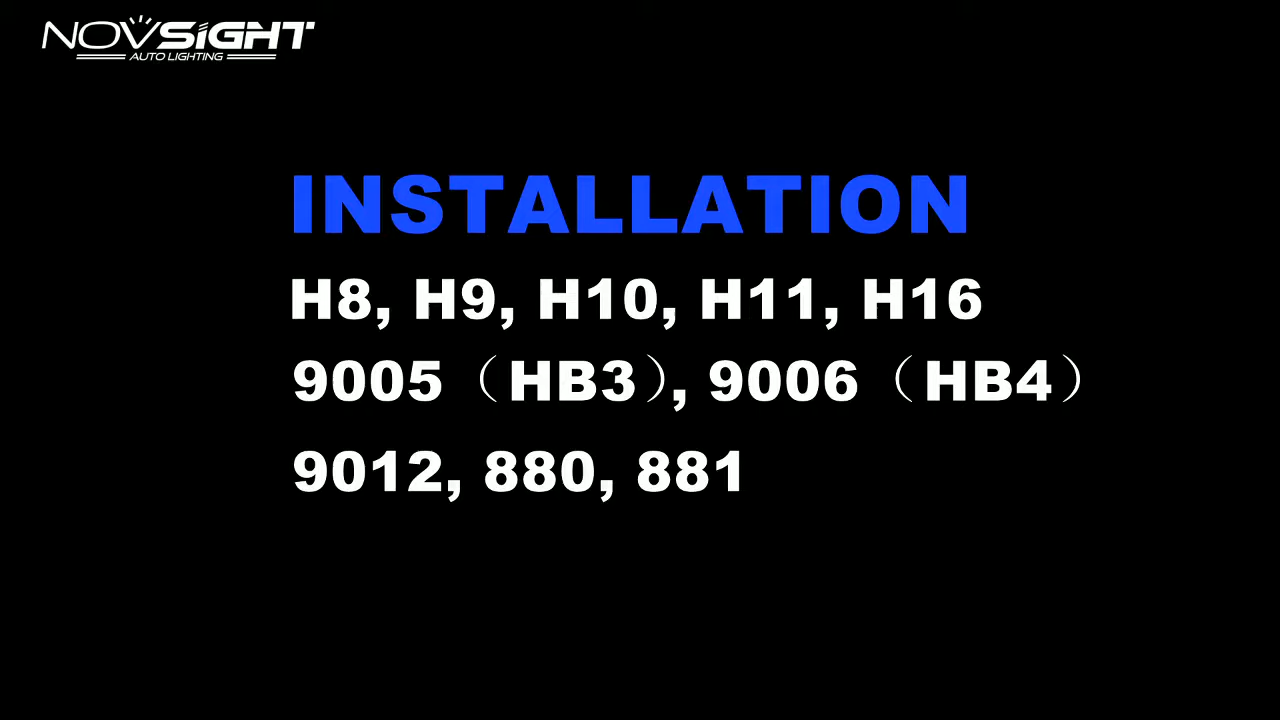 NOVSIGHT
AUTO LIGHTING
INSTALLATION
H8, H9, H10, H11, H16
9005（HB3）, 9006（HB4）
9012, 880, 881